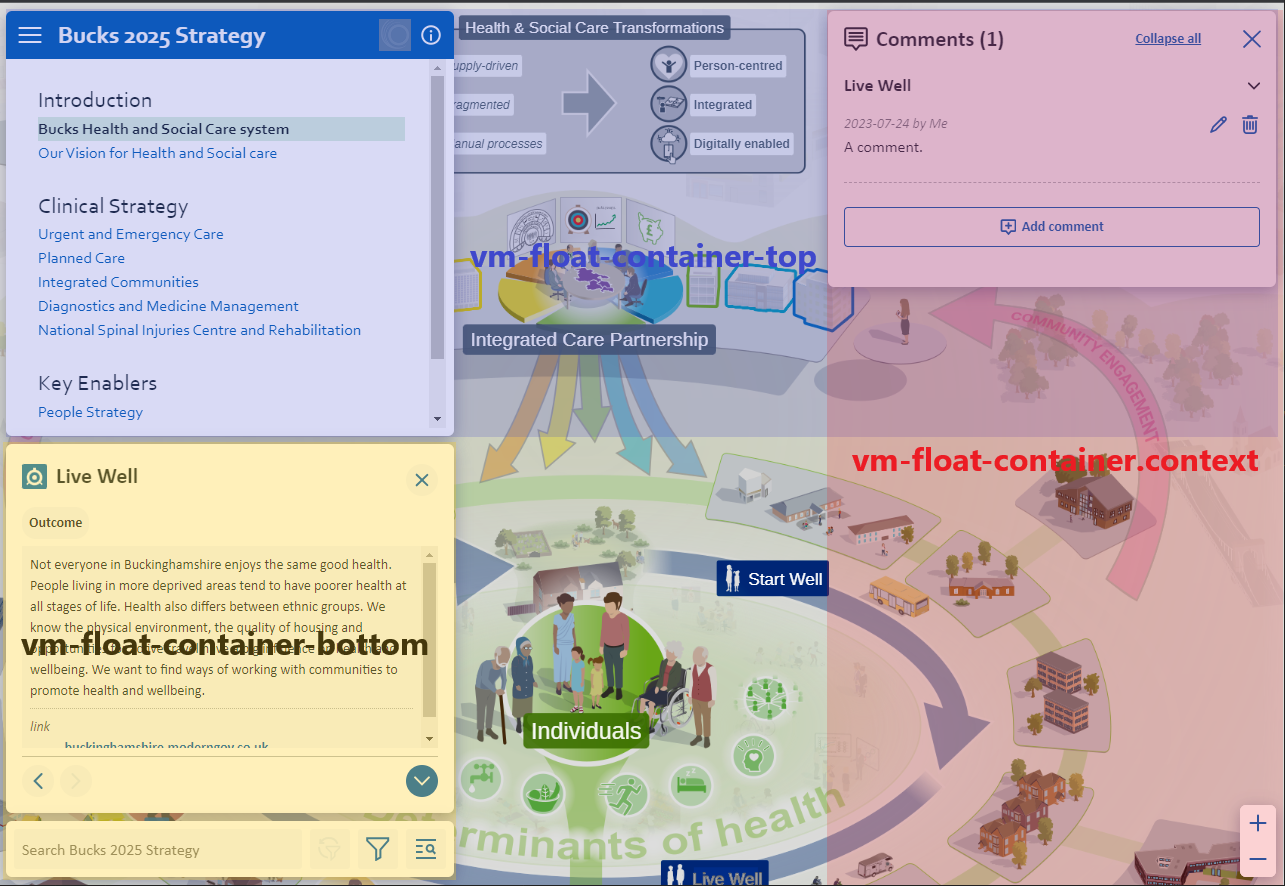 Bucks 2025 Strategy
Introduction
Bucks Health and Social Care system
Our Vision for Health and Social care
Clinical Strategy
Urgent and Emergency Care
Planned Care
Integrated Communities
Diagnostics and Medicine Management
National Spinal Injuries Centre and Rehabilitation
Key Enablers
People Strategy
Live Well
Outcome
Not everyone in Buckinghamshire enjoys the same good health.
People living in more deprived areas tend to have poorer health at
all stages of life. Health also differs between ethnic groups. We
know the physical environment, the quality of housing and
vm-float-container-bottom
wellbeing. We want to find ways of working with communities to
promote health and wellbeing.
link
buckinghamshire.moderngov.co.uk
Search Bucks 2025 Strategy
Health & Social Care Transformations
upply-driven
Person-centred
ragmented
Integrated
anual processes
Digitally enabled
vm-float-container-top
Integrated Care Partnership
Start Well
Individuals
rminants of health
Live Well
Comments (1)
Collapse all
Live Well
2023-07-24 by Me
A comment.
Add comment
COMMUNITY ENGAGEMENT
vm-float-container.context